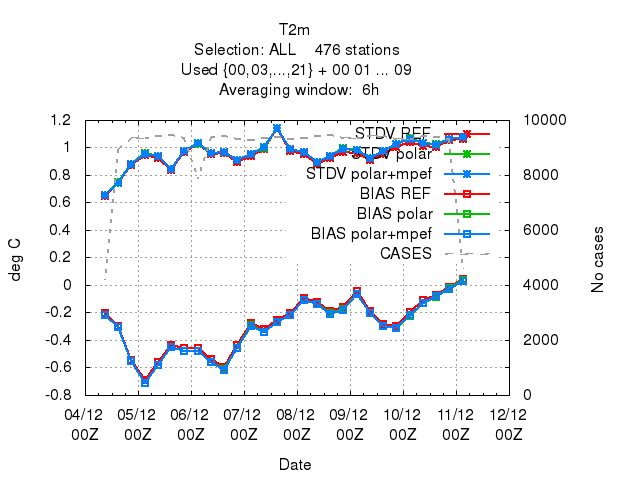 T2m
Selection: ALL 476 stations
Used {00,03,...,21} + 00 01 ... 09
Averaging window: 6h
1.2
1
0.8
0.6
0.4
0.2
0
-0.2
-0.4
-0.6
-0.8
deg C
10000
8000
6000
4000
2000
0
No cases
STDV REF
STDV polar
STDV polar+mpef
BIAS REF
BIAS polar
BIAS polar+mpef
CASES
04/12 05/12 06/12 07/12 08/12 09/12 10/12 11/12 12/12
00Z 00Z 00Z 00Z 00Z 00Z 00Z 00Z 00Z
Date